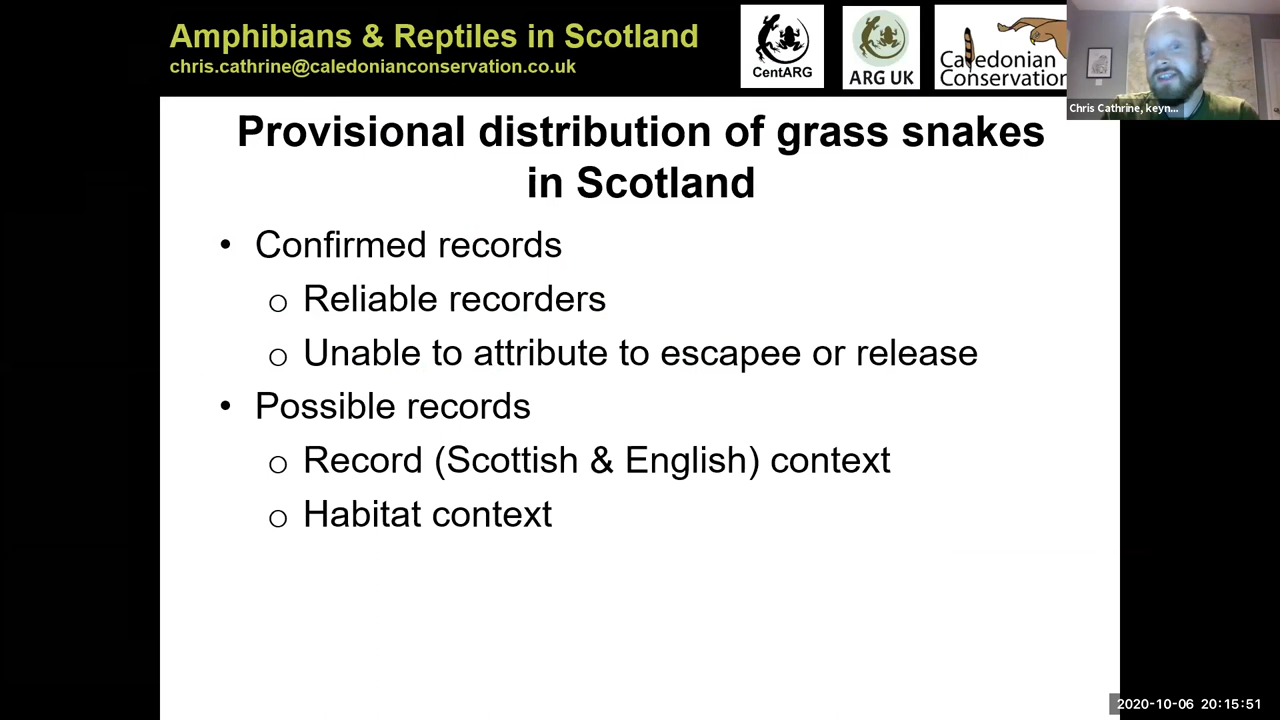 Amphibians & Reptiles in Scotland
chris.cathrine@caledonianconservation.co.uk
CentARG
ARG UK
Caledonian
Conservation
Chris Cathrine, keyn...
Provisional distribution of grass snakes
in Scotland
• Confirmed records
o Reliable recorders
o Unable to attribute to escapee or release
• Possible records
o Record (Scottish & English) context
o Habitat context
2020-10-06 20:15:51